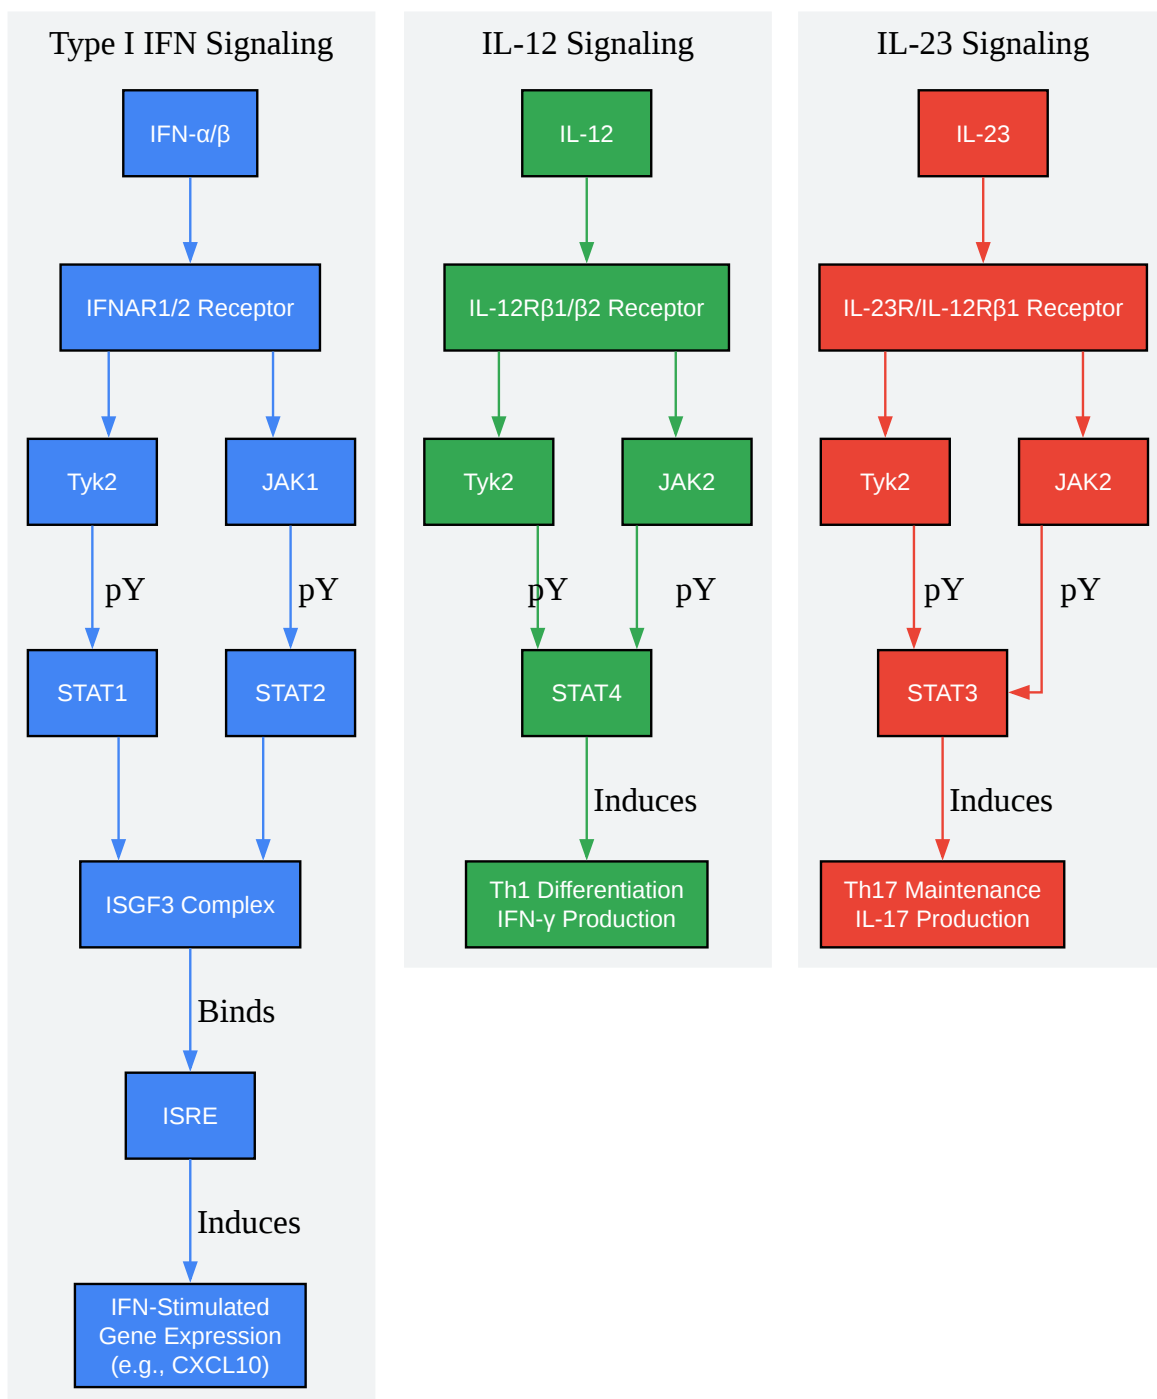 Type I IFN Signaling
IFN-α/β
IFNAR1/2 Receptor
Tyk2
JAK1
pY
pY
STAT1
STAT2
ISGF3 Complex
Binds
ISRE
Induces
IFN-Stimulated
Gene Expression
(e.g., CXCL10)
IL-12 Signaling
IL-12
IL-12Rβ1/β2 Receptor
Tyk2
JAK2
pY
pY
STAT4
Induces
Th1 Differentiation
IFN-γ Production
IL-23 Signaling
IL-23
IL-23R/IL-12Rβ1 Receptor
Tyk2
JAK2
pY
pY
STAT3
Induces
Th17 Maintenance
IL-17 Production